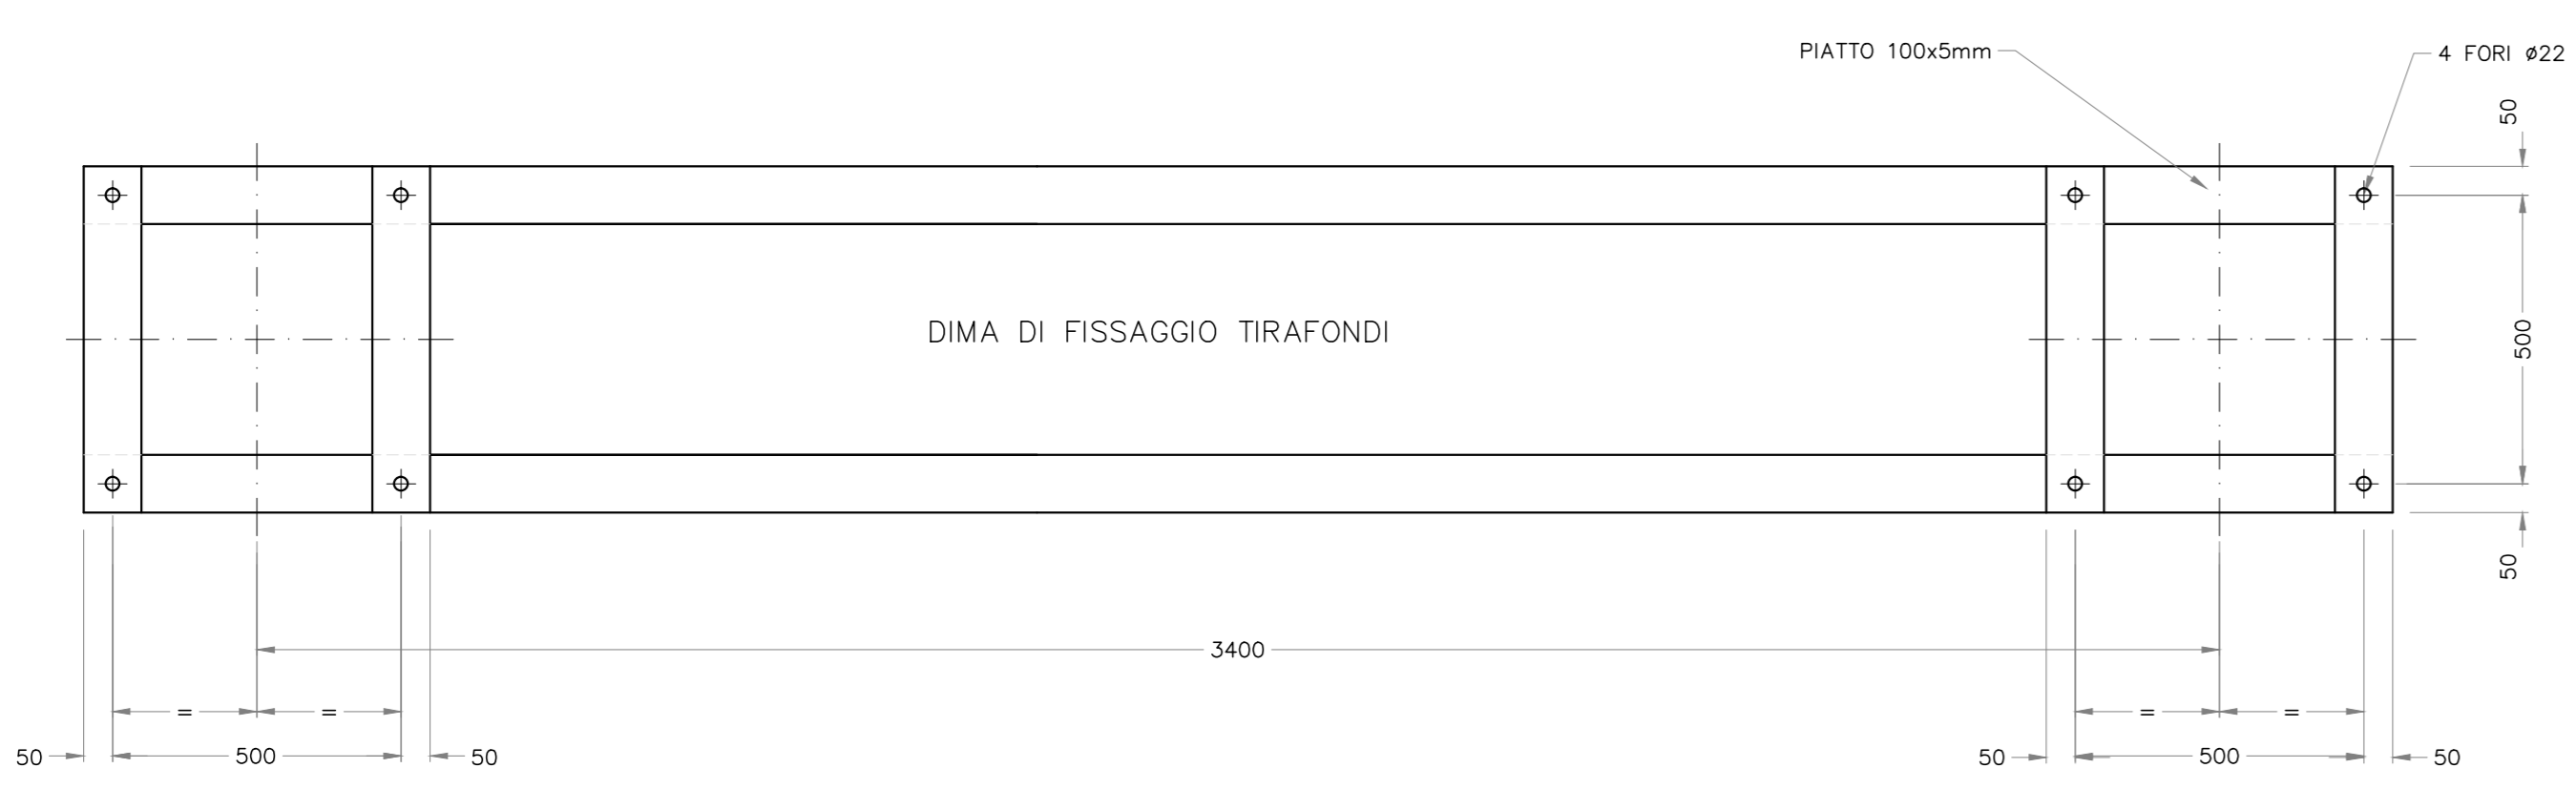 PIATTO 100x5mm
4 FORI ø22
50
DIMA DI FISSAGGIO TIRAFONDI
500
50
3400
= =
= =
50 500 50
50 500 50